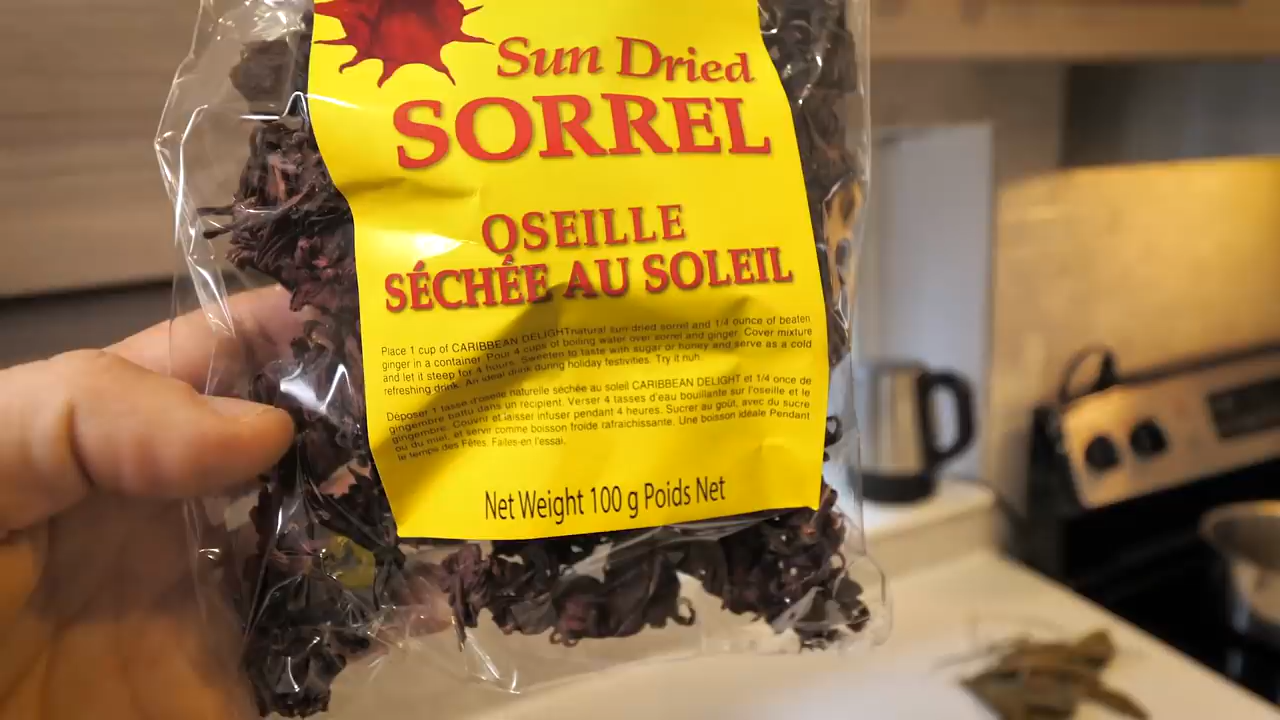 Sun Dried
SORREL
OSEILLE
SÉCHÉE AU SOLEIL
Place 1 cup of CARIBBEAN DELIGHTnatural sun dried sorrel and 1/4 ounce of beaten
ginger in a container. Pour 4 cups of boiling water over sorrel and ginger. Cover mixture
and let it steep for 4 hours. Sweeten to taste with sugar or honey and serve as a cold
refreshing drink. An ideal drink during holiday festivities. Try it nuh.
Déposer 1 tasse d'oseille naturelle séchée au soleil CARIBBEAN DELIGHT et 1/4 once de
gingembre battu dans un recipient. Verser 4 tasses d'eau bouillante sur l'oseille et le
gingembre. Couvrir et laisser infuser pendant 4 heures. Sucrer au goût, avec du sucre
ou du miel, et servir comme boisson froide rafraichissante. Une boisson idéale Pendant
le temps des Fêtes. Faites-en l'essai.
Net Weight 100 g Poids Net